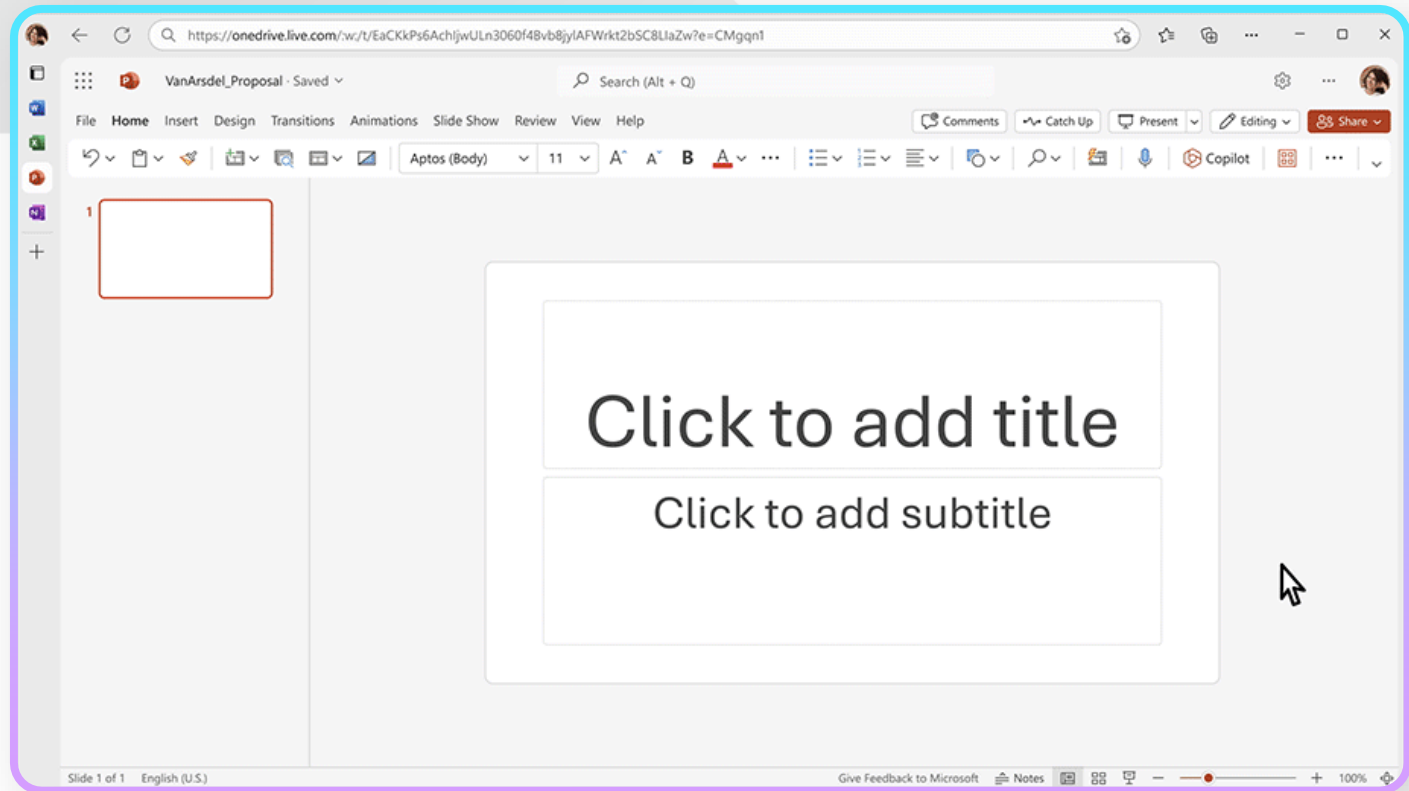 https://onedrive.live.com/:w:/t/EaCKkPs6AchIjwULn3060f48vb8jylAFWrkt2bSC8LIaZw?e=CMgqn1
VanArsdel_Proposal · Saved
Search (Alt + Q)
File Home Insert Design Transitions Animations Slide Show Review View Help
Comments Catch Up Present Editing Share
Aptos (Body) 11 A A B A Copilot
1
Click to add title
Click to add subtitle
Slide 1 of 1 English (U.S.) Give Feedback to Microsoft Notes 100%